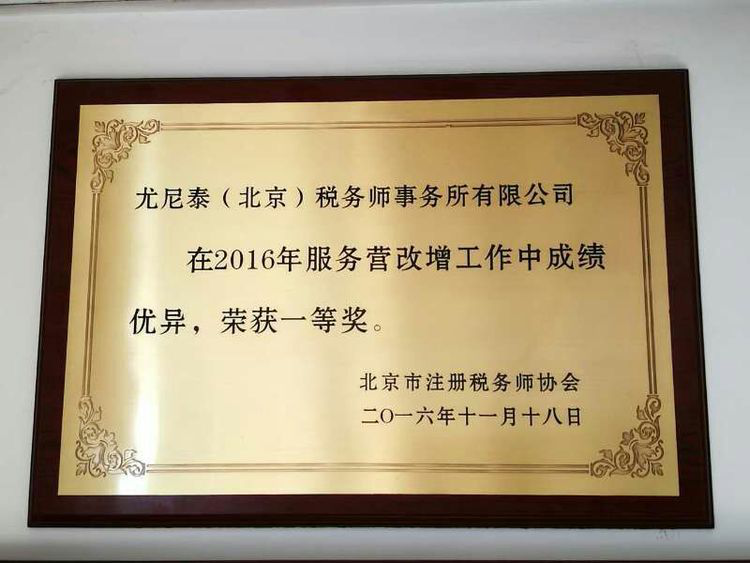 尤尼泰（北京）税务师事务所有限公司
在2016年服务营改增工作中成绩
优异，荣获一等奖。
北京市注册税务师协会
二〇一六年十一月十八日